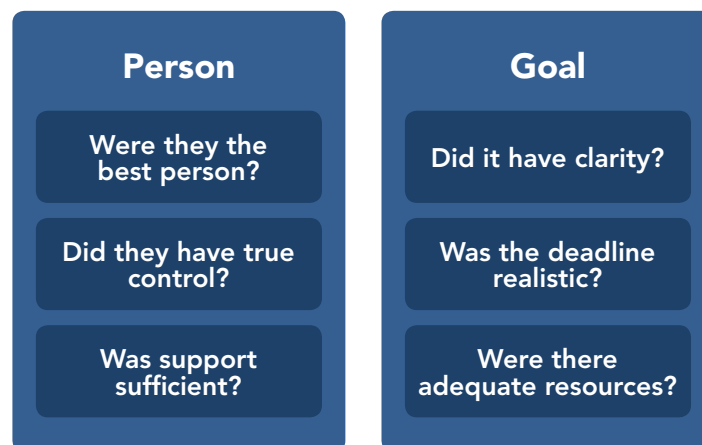 Person
Were they the
best person?
Did they have true
control?
Was support
sufficient?
Goal
Did it have clarity?
Was the deadline
realistic?
Were there
adequate resources?